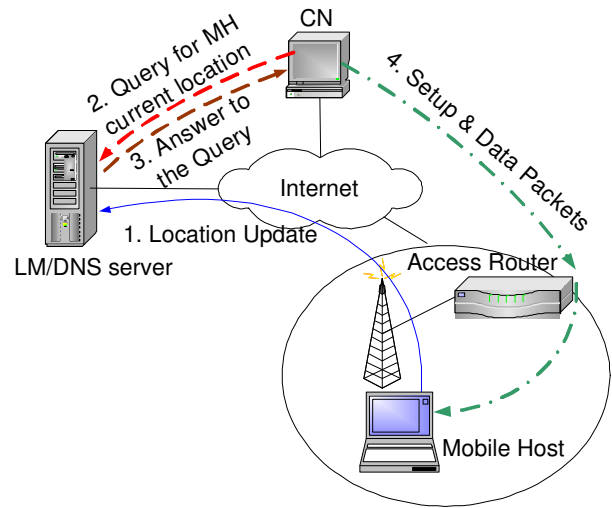 CN
2. Query for MH
current location
3. Answer to
the Query
4. Setup & Data Packets
Internet
1. Location Update
LM/DNS server
Access Router
Mobile Host